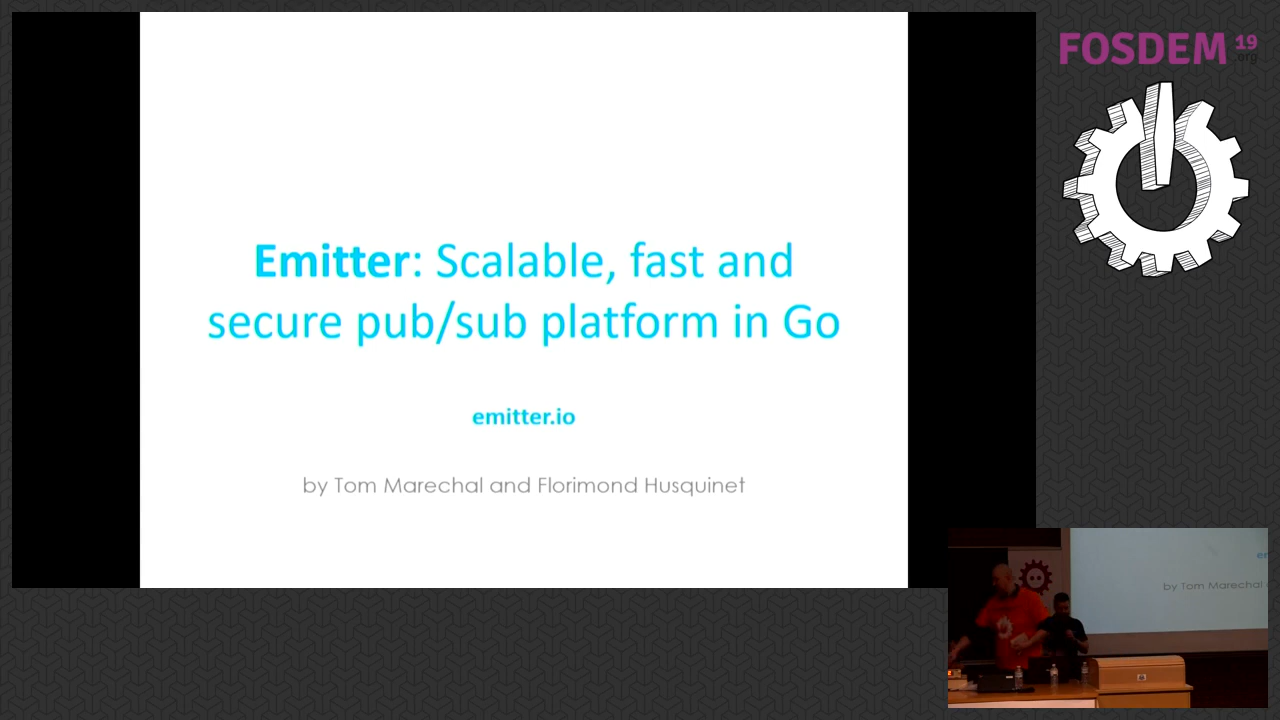 Emitter: Scalable, fast and
secure pub/sub platform in Go
emitter.io
by Tom Marechal and Florimond Husquinet
FOSDEM 19
.org
by Tom Marechal